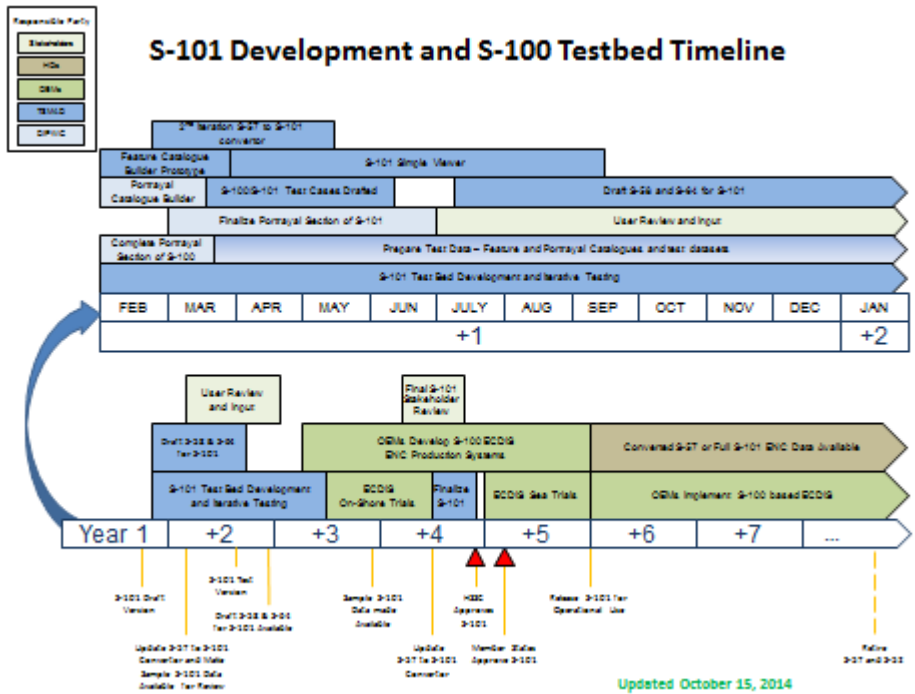 Responsible Party
Stakeholders
HOs
OEMs
TSMAD
DIPWG
S-101 Development and S-100 Testbed Timeline
2nd Iteration S-57 to S-101
convertor
Feature Catalogue
Builder Prototype
S-101 Simple Viewer
Portrayal
Catalogue Builder
S-100/S-101 Test Cases Drafted
Draft S-58 and S-64 for S-101
Finalize Portrayal Section of S-101
User Review and Input
Complete Portrayal
Section of S-100
Prepare Test Data – Feature and Portrayal Catalogues and test datasets
S-101 Test Bed Development and Iterative Testing
FEB MAR APR MAY JUN JULY AUG SEP OCT NOV DEC JAN
+1 +2
User Review
and Input
Final S-101
Stakeholder
Review
Draft S-58 & S-64
for S-101
OEMs Develop S-100 ECDIS
ENC Production Systems
Converted S-57 or Full S-101 ENC Data Available
S-101 Test Bed Development
and Iterative Testing
ECDIS
On-Shore Trials
Finalize
S-101
ECDIS Sea Trials
OEMs Implement S-100 based ECDIS
Year 1 +2 +3 +4 +5 +6 +7 ...
S-101 Draft
Version
S-101 Test
Version
Draft S-58 & S-64
for S-101 Available
Update S-57 to S-101
Converter and Make
Sample S-101 Data
Available for Review
Sample S-101
Data made
Available
Update
S-57 to S-101
Converter
HSSC
Approves
S-101
Member States
Approve S-101
Release S-101 for
Operational Use
Retire
S-57 and S-52
Updated October 15, 2014